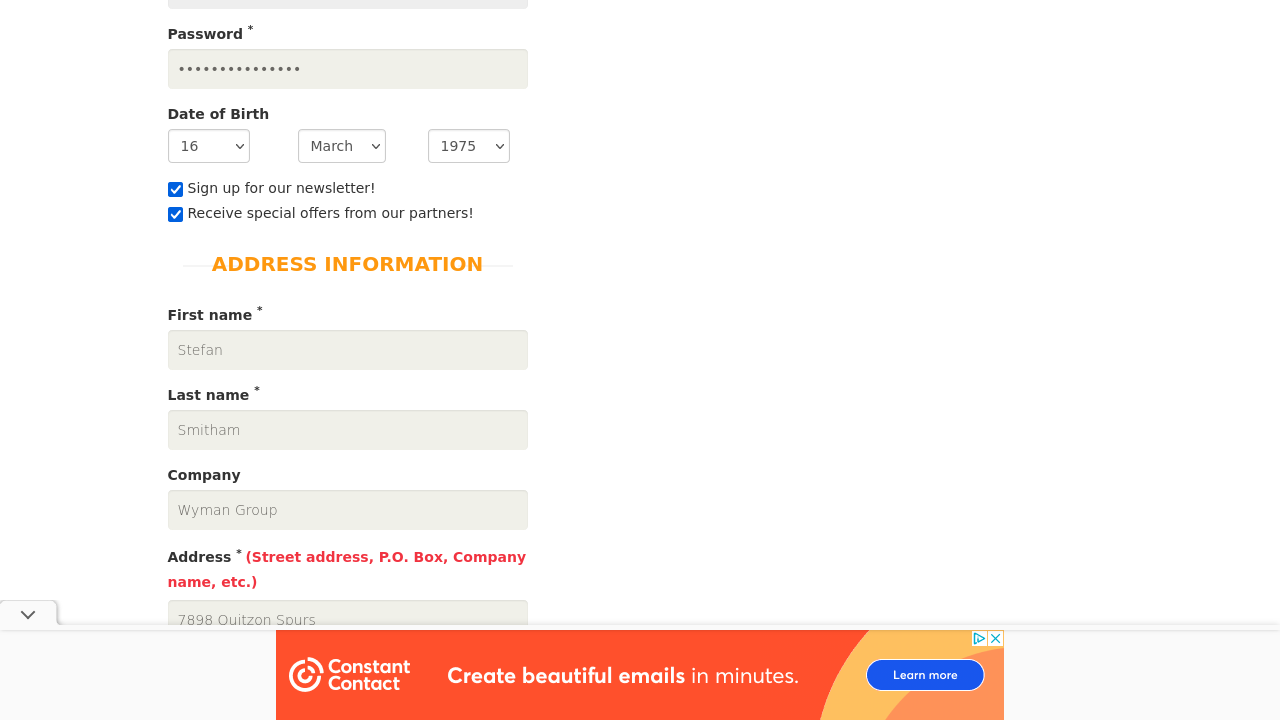 Password *
•••••••••••••••
Date of Birth
16 March 1975
Sign up for our newsletter!
Receive special offers from our partners!
ADDRESS INFORMATION
First name *
Stefan
Last name *
Smitham
Company
Wyman Group
Address * (Street address, P.O. Box, Company
name, etc.)
7898 Quitzon Spurs
Constant
Contact
Create beautiful emails in minutes.
Learn more